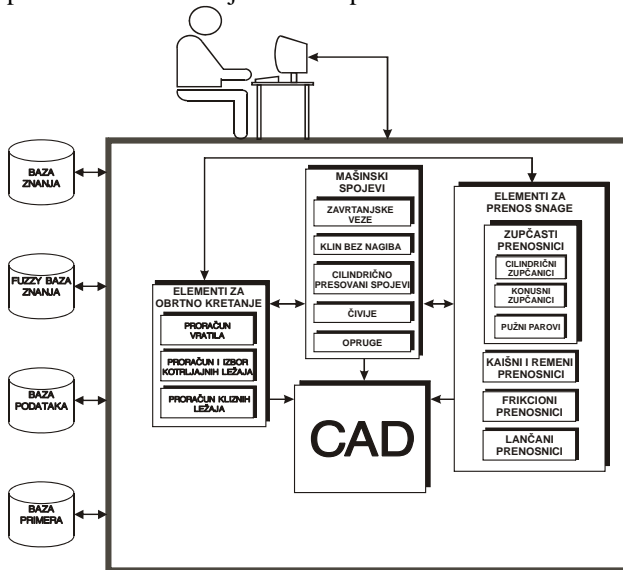 BAZA
ZNANJA
FUZZY BAZA
ZNANJA
BAZA
PODATAKA
BAZA
PRIMERA
ELEMENTI ZA
OBRTNO KRETANJE
PRORAČUN
VRATILA
PRORAČUN I IZBOR
KOTRLJAJNIH LEŽAJA
PRORAČUN KLIZNIH
LEŽAJA
MAŠINSKI
SPOJEVI
ZAVRTANJSKE
VEZE
KLIN BEZ NAGIBA
CILINDRIČNO
PRESOVANI SPOJEVI
ČIVIJE
OPRUGE
CAD
ELEMENTI ZA
PRENOS SNAGE
ZUPČASTI
PRENOSNICI
CILINDRIČNI
ZUPČANICI
KONUSNI
ZUPČANICI
PUŽNI PAROVI
KAIŠNI I REMENI
PRENOSNICI
FRIKCIONI
PRENOSNICI
LANČANI
PRENOSNICI